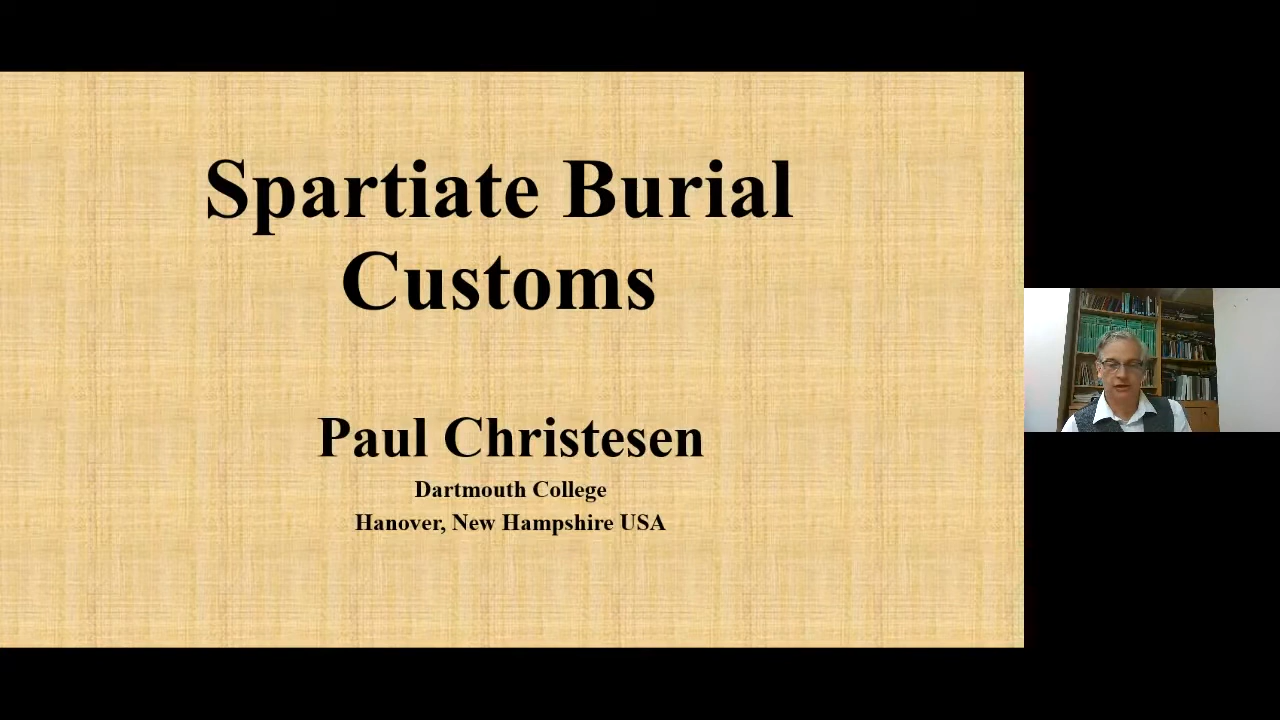 Spartiate Burial
Customs
Paul Christesen
Dartmouth College
Hanover, New Hampshire USA